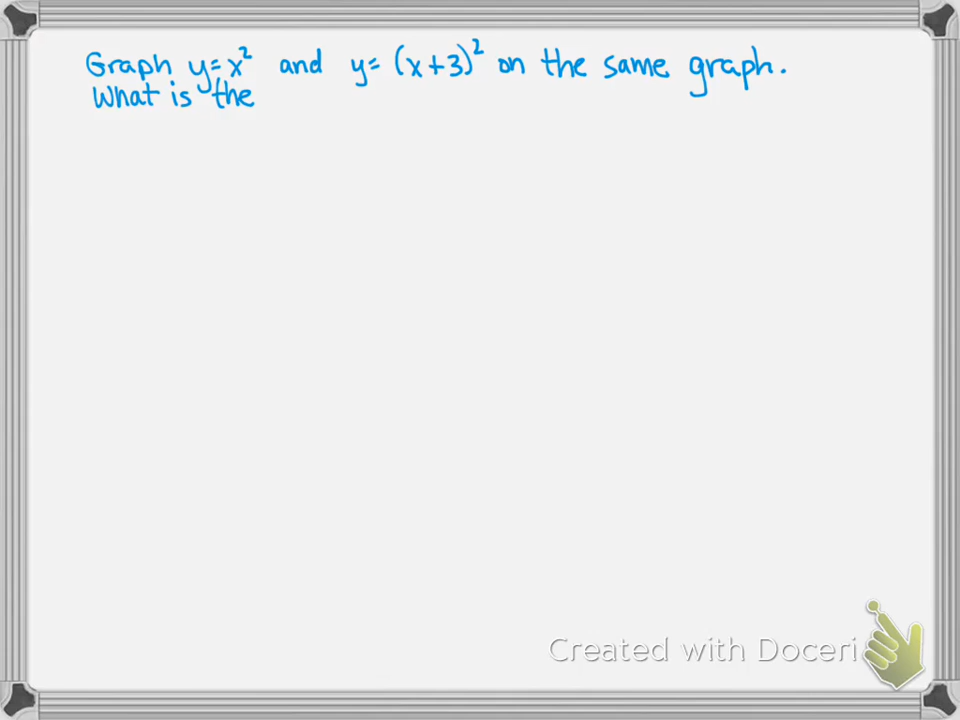 Graph y=x² and y= (x+3)² on the same graph.
What is the
Created with Doceri